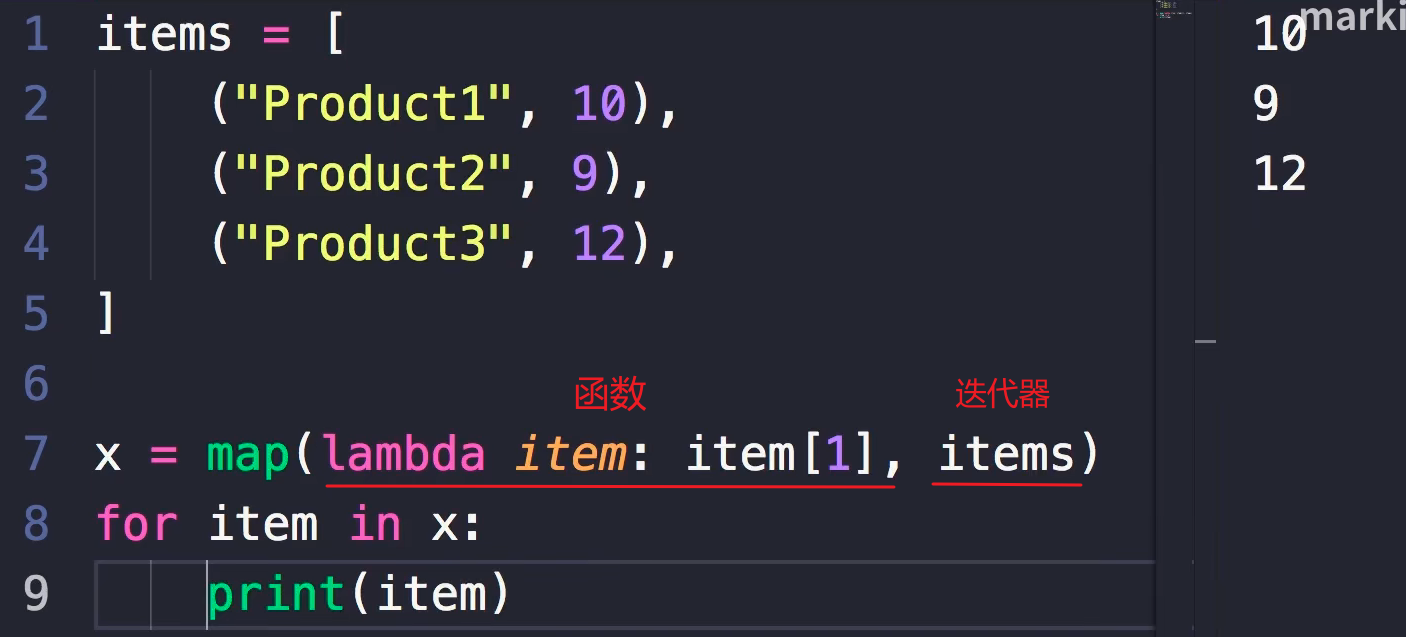 1 items = [
2 ("Product1", 10),
3 ("Product2", 9),
4 ("Product3", 12),
5 ]
6
函数 迭代器
7 x = map(lambda item: item[1], items)
8 for item in x:
9 print(item)
marki
10
9
12